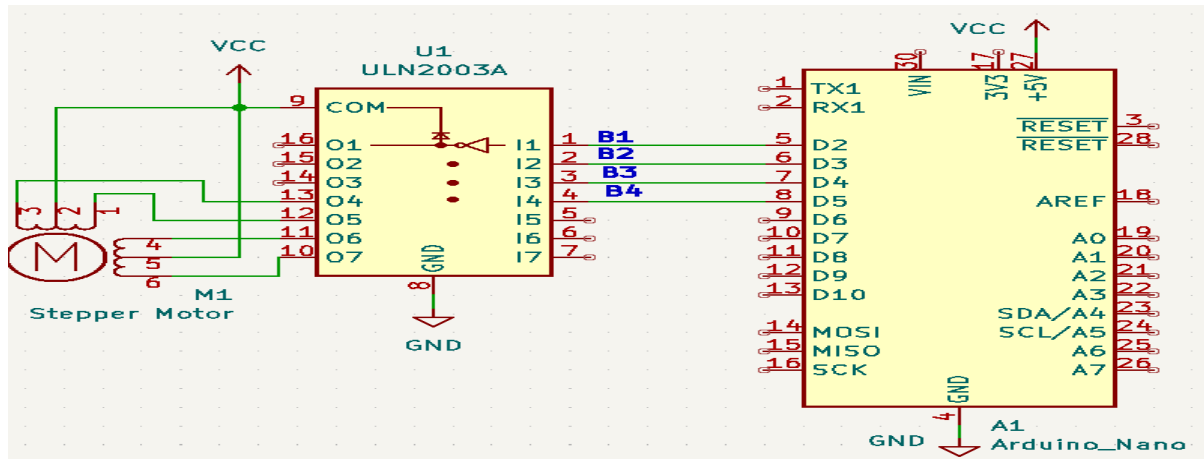 VCC
U1
ULN2003A
9 COM
16 O1
15 O2
14 O3
13 O4
12 O5
11 O6
10 O7
I1 1
I2 2
I3 3
I4 4
I5 5
I6 6
I7 7
GND
8
GND
B1
B2
B3
B4
3 2 1
M
4
5
6
M1
Stepper Motor
VCC
30 17 27
VIN 3V3 +5V
1 TX1
2 RX1
5 D2
6 D3
7 D4
8 D5
9 D6
10 D7
11 D8
12 D9
13 D10
14 MOSI
15 MISO
16 SCK
RESET 3
RESET 28
AREF 18
A0 19
A1 20
A2 21
A3 22
SDA/A4 23
SCL/A5 24
A6 25
A7 26
GND
4
GND
A1
Arduino_Nano